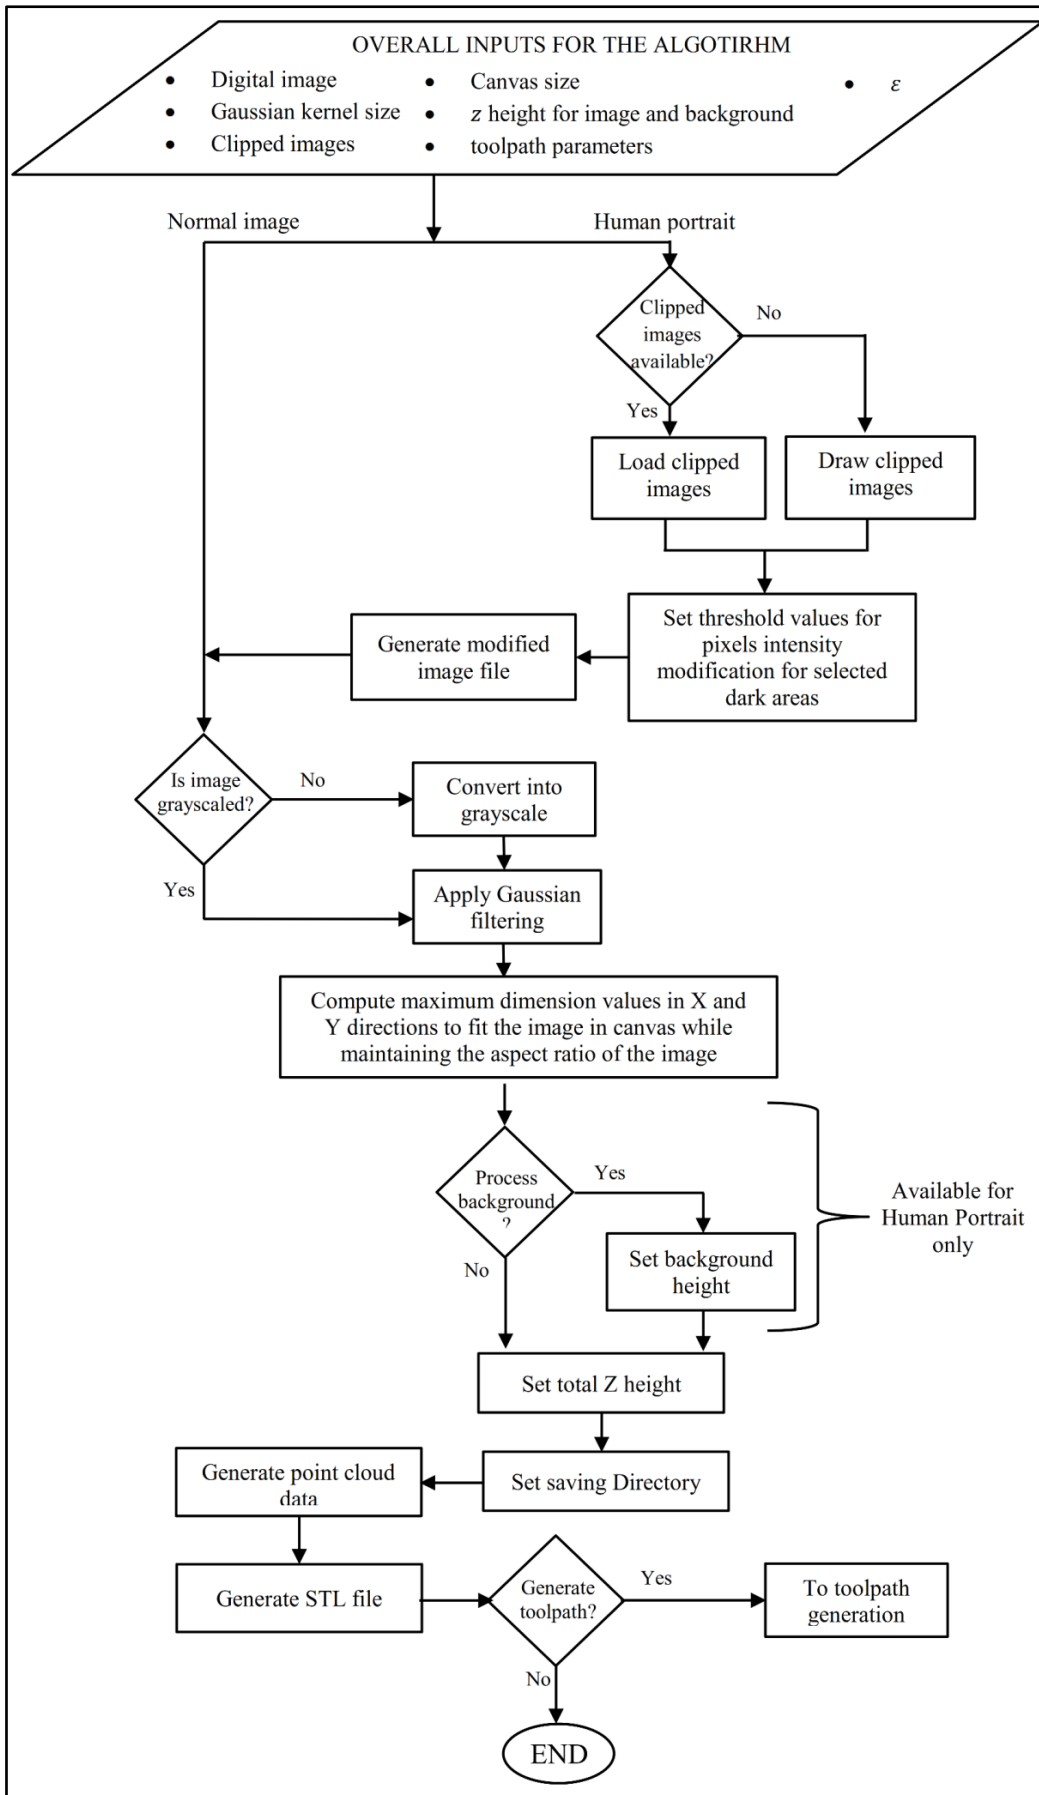 OVERALL INPUTS FOR THE ALGOTIRHM
• Digital image
• Gaussian kernel size
• Clipped images
• Canvas size
• z height for image and background
• toolpath parameters
• ε
Normal image
Human portrait
Clipped
images
available?
No
Yes
Load clipped
images
Draw clipped
images
Set threshold values for
pixels intensity
modification for selected
dark areas
Generate modified
image file
Is image
grayscaled?
No
Convert into
grayscale
Yes
Apply Gaussian
filtering
Compute maximum dimension values in X and
Y directions to fit the image in canvas while
maintaining the aspect ratio of the image
Process
background
?
Yes
No
Set background
height
Available for
Human Portrait
only
Set total Z height
Set saving Directory
Generate point cloud
data
Generate STL file
Generate
toolpath?
Yes
To toolpath
generation
No
END